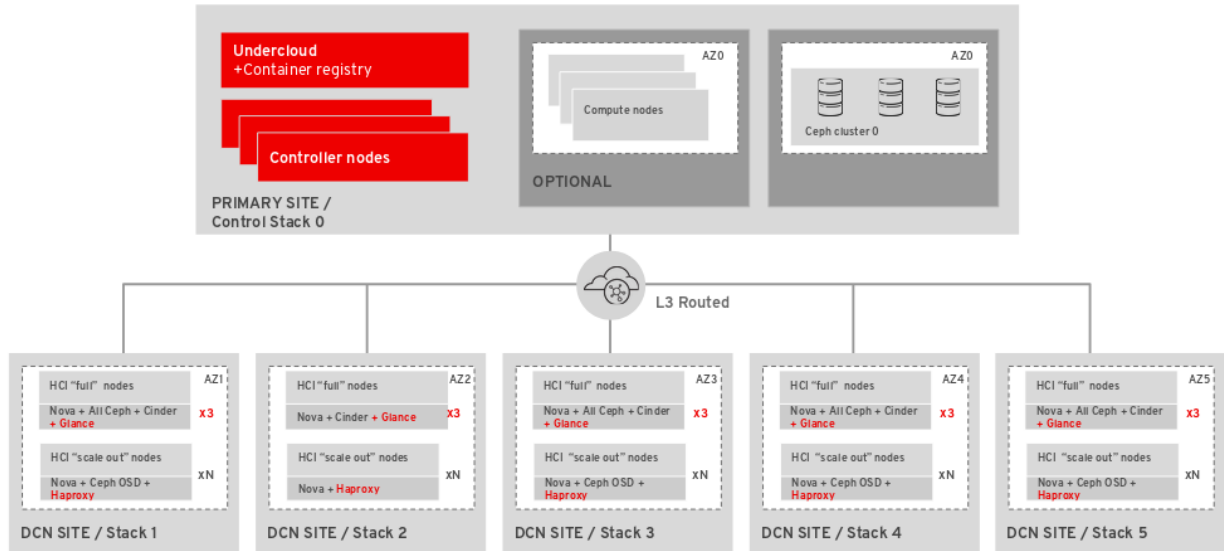 Undercloud
+Container registry
Controller nodes
PRIMARY SITE /
Control Stack 0
AZ0
Compute nodes
OPTIONAL
AZ0
Ceph cluster 0
L3 Routed
HCI "full" nodes
AZ1
Nova + All Ceph + Cinder
+ Glance
x3
HCI "scale out" nodes
xN
Nova + Ceph OSD +
Haproxy
DCN SITE / Stack 1
HCI "full" nodes
AZ2
Nova + Cinder + Glance
x3
HCI "scale out" nodes
xN
Nova + Haproxy
DCN SITE / Stack 2
HCI "full" nodes
AZ3
Nova + All Ceph + Cinder
+ Glance
x3
HCI "scale out" nodes
xN
Nova + Ceph OSD +
Haproxy
DCN SITE / Stack 3
HCI "full" nodes
AZ4
Nova + All Ceph + Cinder
+ Glance
x3
HCI "scale out" nodes
xN
Nova + Ceph OSD +
Haproxy
DCN SITE / Stack 4
HCI "full" nodes
AZ5
Nova + All Ceph + Cinder
+ Glance
x3
HCI "scale out" nodes
xN
Nova + Ceph OSD +
Haproxy
DCN SITE / Stack 5